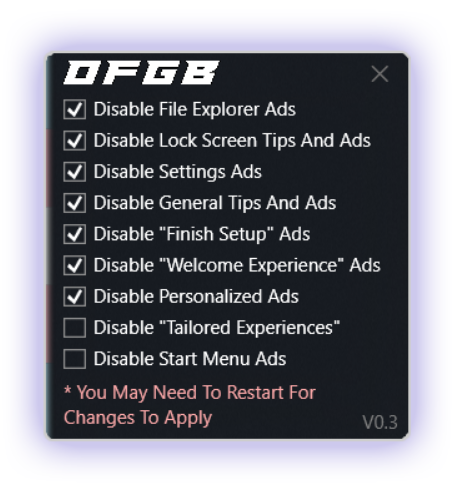 OFGB
Disable File Explorer Ads
Disable Lock Screen Tips And Ads
Disable Settings Ads
Disable General Tips And Ads
Disable "Finish Setup" Ads
Disable "Welcome Experience" Ads
Disable Personalized Ads
Disable "Tailored Experiences"
Disable Start Menu Ads
* You May Need To Restart For
Changes To Apply
V0.3